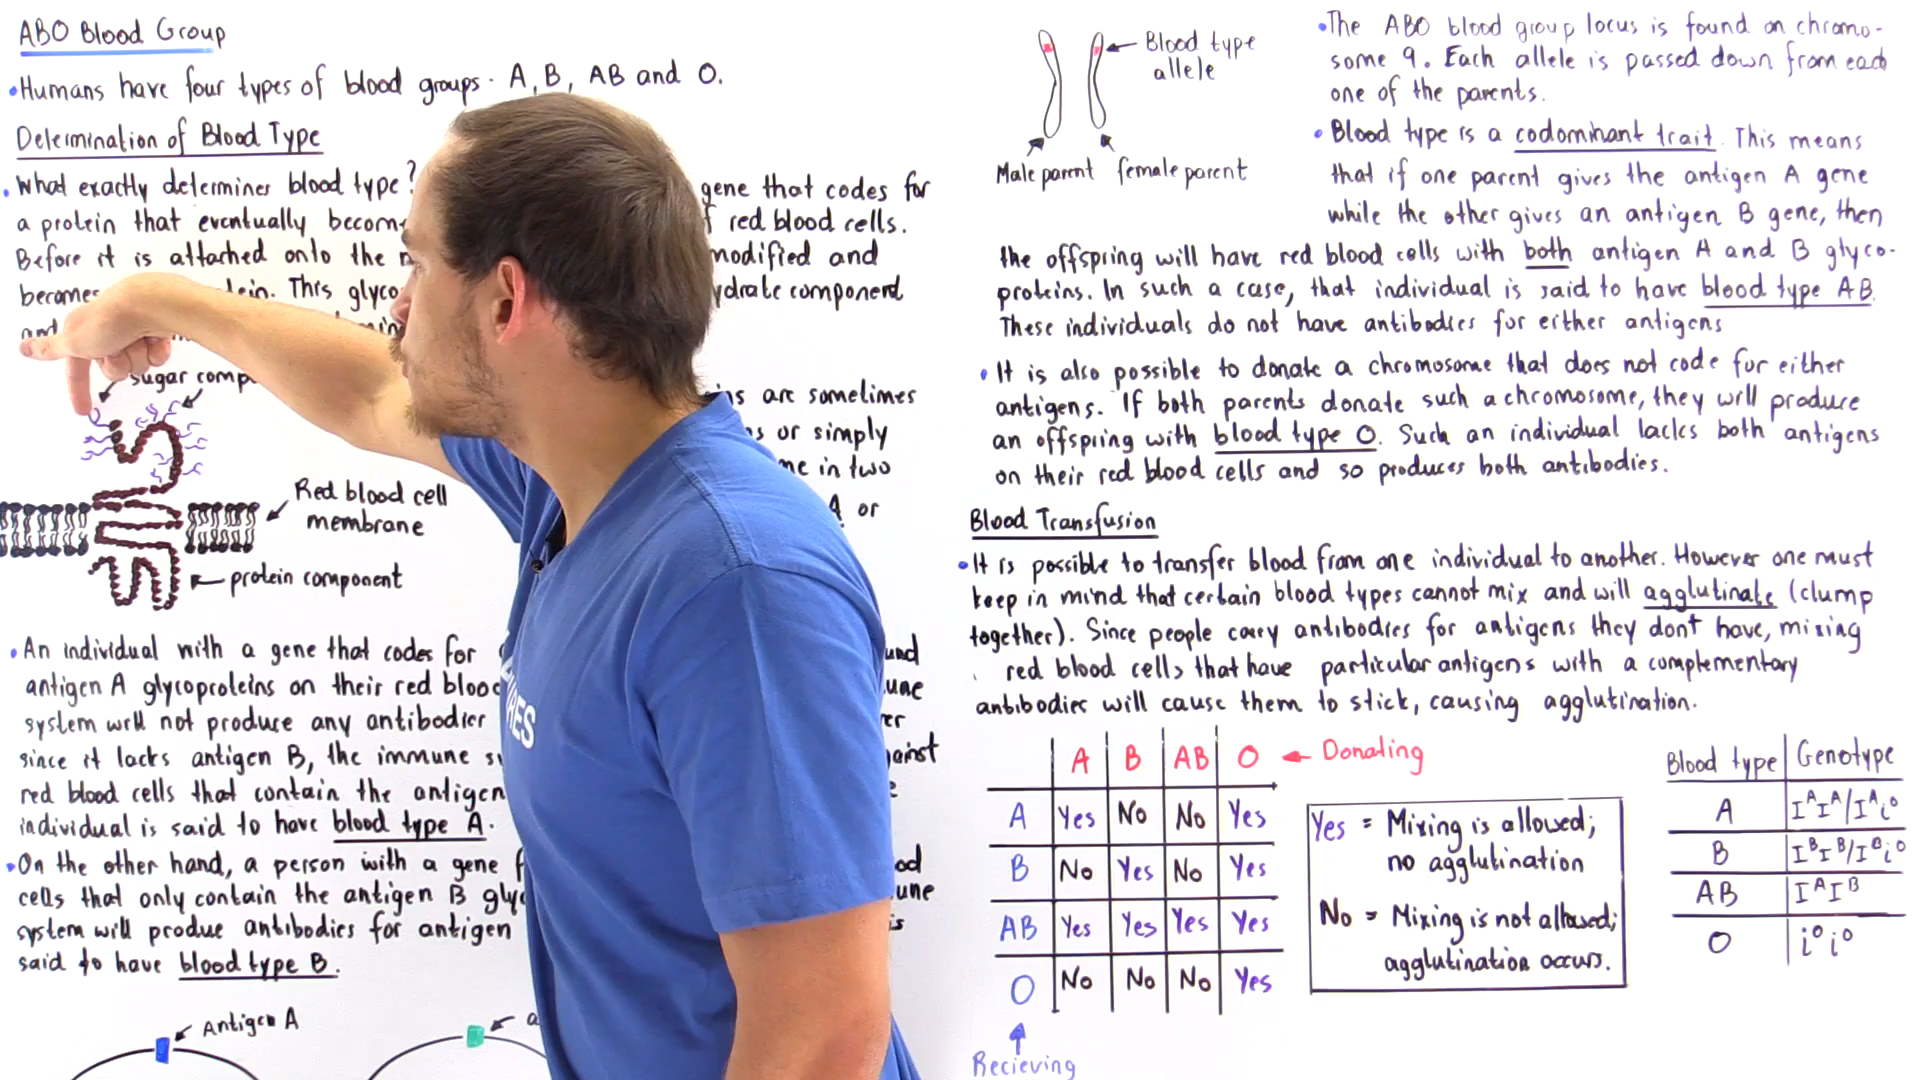 ABO Blood Group
•Humans have four types of blood groups. A, B, AB and O.
Determination of Blood Type
•What exactly determines blood type? gene that codes for
a protein that eventually becom red blood cells.
Before it is attached onto the modified and
becomes This glyco ydrate component
and
sugar comp
ns are sometimes
s or simply
me in two
A or
Red blood cell
membrane
protein component
•An individual with a gene that codes for und
antigen A glycoproteins on their red blood une
system will not produce any antibodies er
since it lacks antigen B, the immune s ainst
red blood cells that contain the antigen
individual is said to have blood type A.
•On the other hand, a person with a gene f od
cells that only contain the antigen B gly une
system will produce antibodies for antigen is
said to have blood type B.
Antigen A
a
RES
Blood type
allele
Male parent female parent
•The ABO blood group locus is found on chromo-
some 9. Each allele is passed down from each
one of the parents.
•Blood type is a codominant trait. This means
that if one parent gives the antigen A gene
while the other gives an antigen B gene, then
the offspring will have red blood cells with both antigen A and B glyco-
proteins. In such a case, that individual is said to have blood type AB.
These individuals do not have antibodies for either antigens
•It is also possible to donate a chromosome that does not code for either
antigens. If both parents donate such a chromosome, they will produce
an offspring with blood type O. Such an individual lacks both antigens
on their red blood cells and so produces both antibodies.
Blood Transfusion
•It is possible to transfer blood from one individual to another. However one must
keep in mind that certain blood types cannot mix and will agglutinate (clump
together). Since people carry antibodies for antigens they don't have, mixing
red blood cells that have particular antigens with a complementary
antibodies will cause them to stick, causing agglutination.
A B AB O Donating
A Yes No No Yes
B No Yes No Yes
AB Yes Yes Yes Yes
O No No No Yes
Recieving
Yes = Mixing is allowed;
no agglutination
No = Mixing is not allowed;
agglutination occurs.
Blood type Genotype
A IᴬIᴬ/Iᴬi⁰
B IᴮIᴮ/Iᴮi⁰
AB IᴬIᴮ
O i⁰i⁰